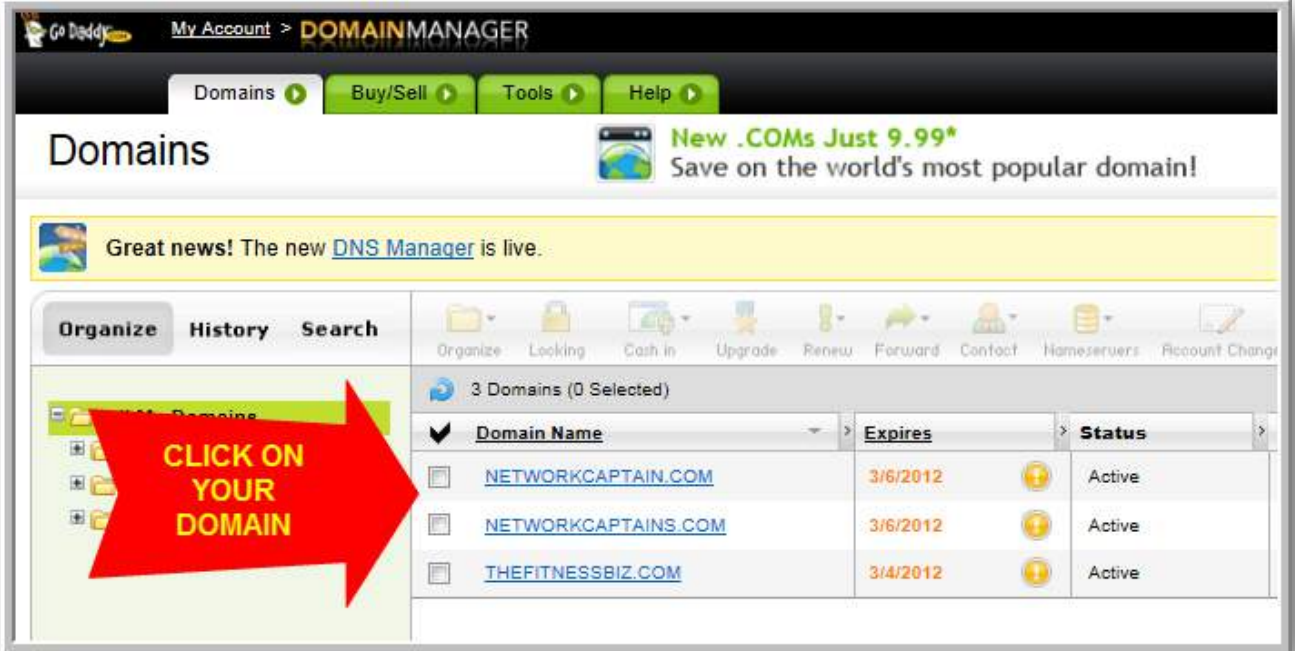 Go Daddy.com My Account > DOMAINMANAGER
Domains Buy/Sell Tools Help
Domains
New .COMs Just 9.99*
Save on the world's most popular domain!
Great news! The new DNS Manager is live.
Organize History Search
Organize Locking Cash in Upgrade Renew Forward Contact Nameservers Account Change
3 Domains (0 Selected)
Domains
Domain Name Expires Status
CLICK ON
YOUR
DOMAIN
NETWORKCAPTAIN.COM 3/6/2012 Active
NETWORKCAPTAINS.COM 3/6/2012 Active
THEFITNESSBIZ.COM 3/4/2012 Active